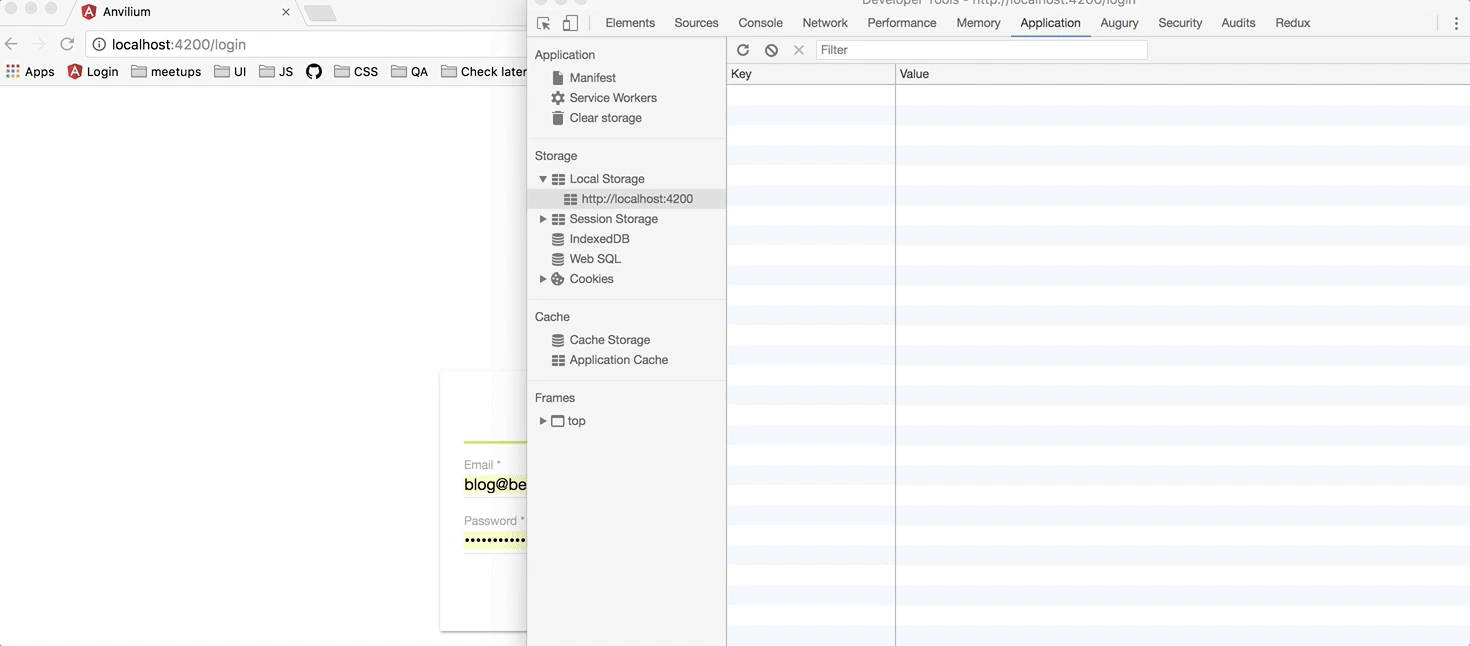 Anvilium
localhost:4200/login
Apps Login meetups UI JS CSS QA Check later
Email *
blog@be
Password *
•••••••••••
Developer Tools - http://localhost:4200/login
Elements Sources Console Network Performance Memory Application Augury Security Audits Redux
Filter
Application
Manifest
Service Workers
Clear storage
Storage
Local Storage
http://localhost:4200
Session Storage
IndexedDB
Web SQL
Cookies
Cache
Cache Storage
Application Cache
Frames
top
Key Value